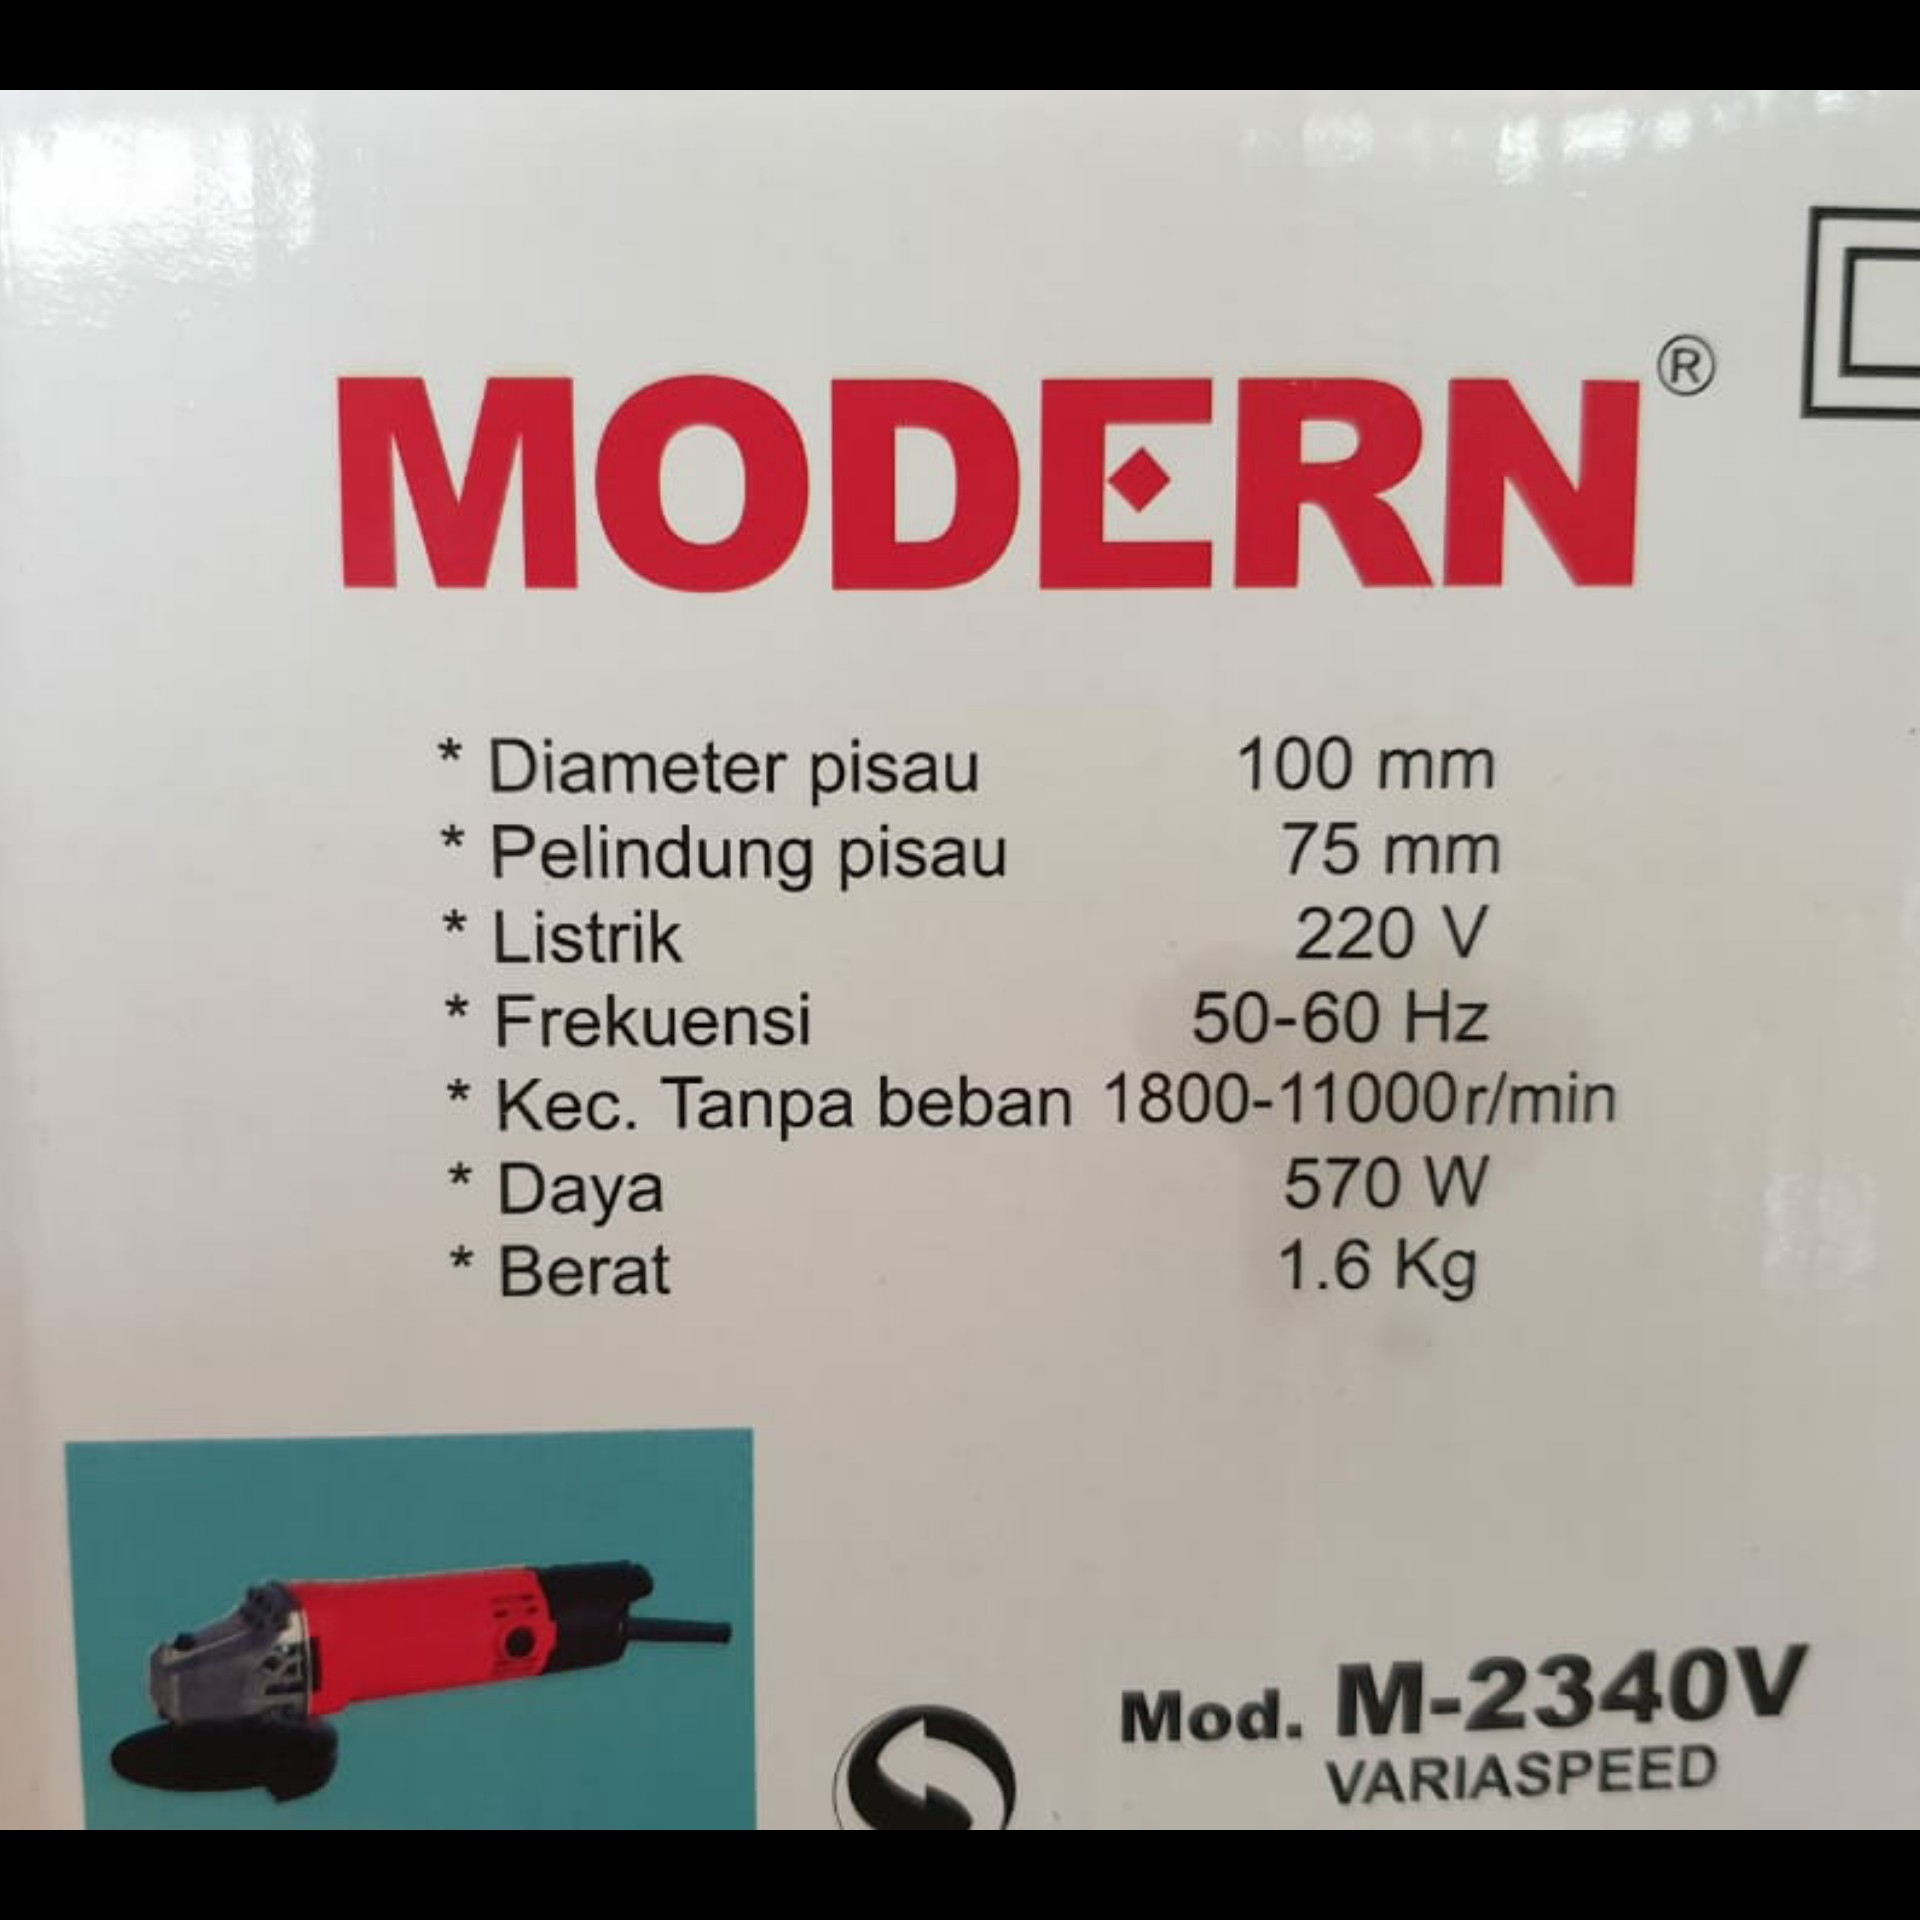 MODERN®
* Diameter pisau 100 mm
* Pelindung pisau 75 mm
* Listrik 220 V
* Frekuensi 50-60 Hz
* Kec. Tanpa beban 1800-11000r/min
* Daya 570 W
* Berat 1.6 Kg
Mod. M-2340V
VARIASPEED